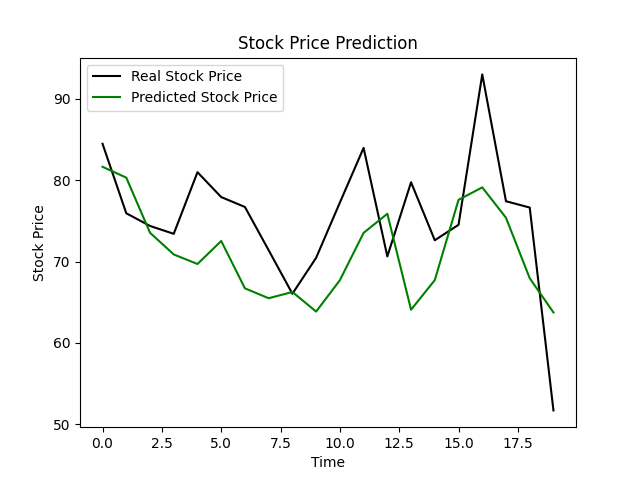 Stock Price Prediction
Real Stock Price
Predicted Stock Price
90
80
70
60
50
Stock Price
0.0 2.5 5.0 7.5 10.0 12.5 15.0 17.5
Time